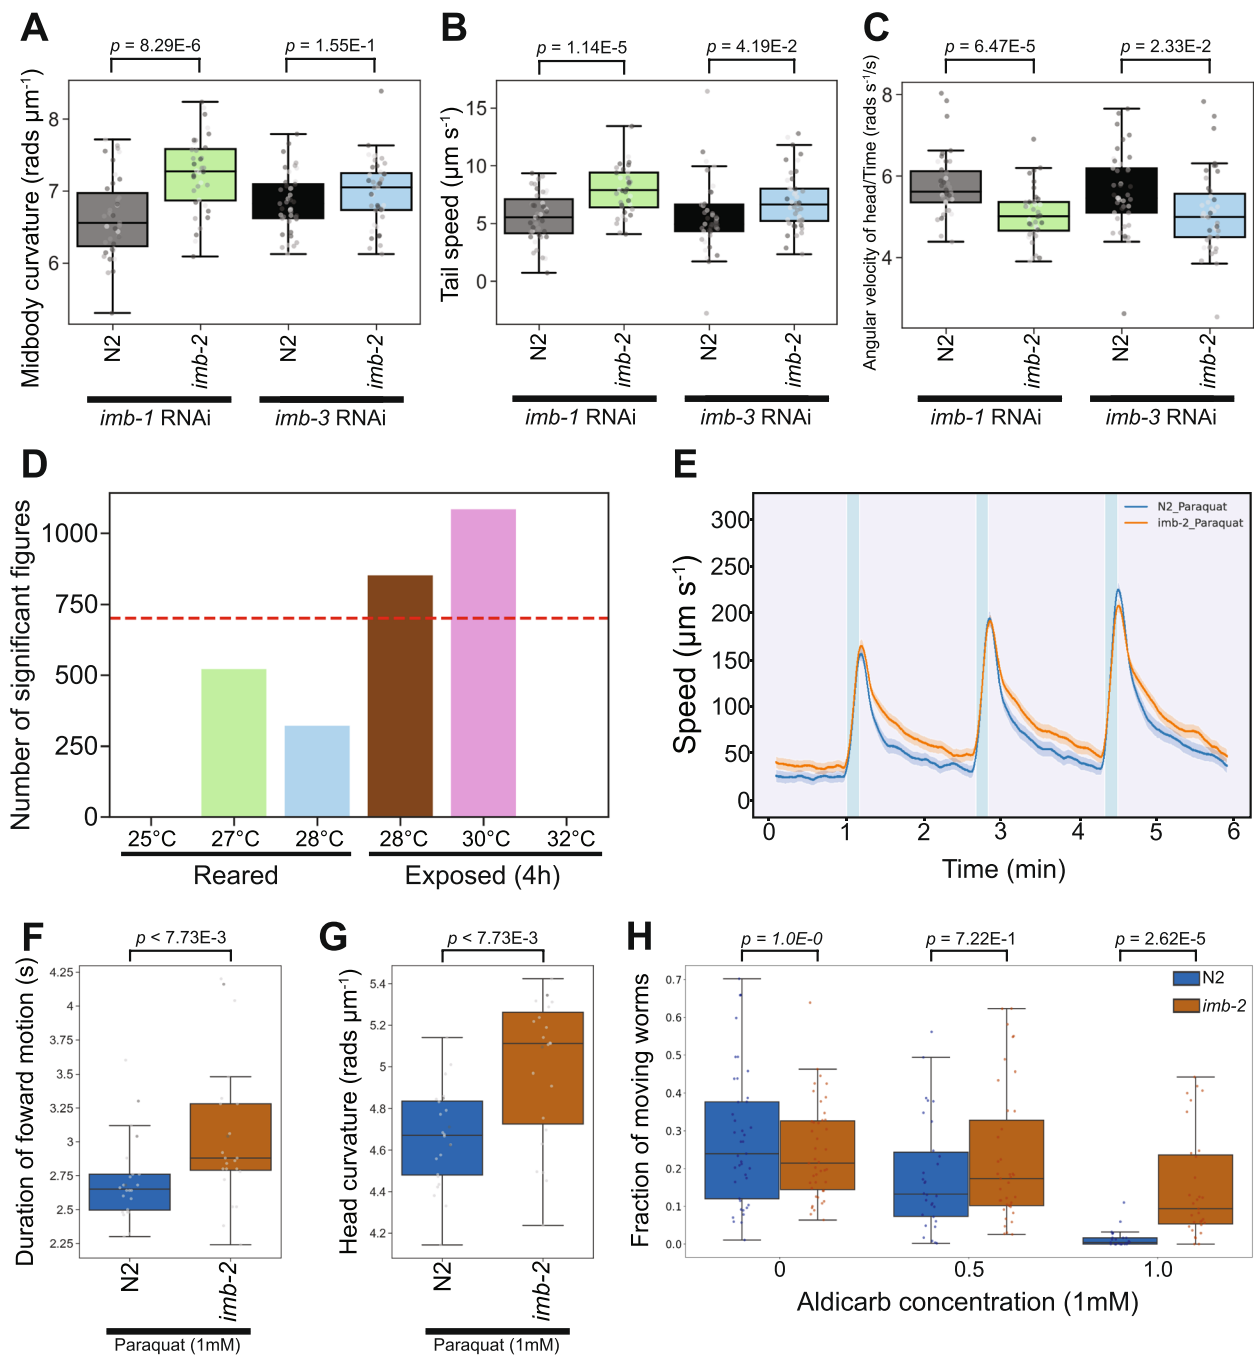 A
p = 8.29E-6
p = 1.55E-1
Midbody curvature (rads µm⁻¹)
8
7
6
N2
imb-2
N2
imb-2
imb-1 RNAi
imb-3 RNAi
B
p = 1.14E-5
p = 4.19E-2
Tail speed (µm s⁻¹)
15
10
5
0
N2
imb-2
N2
imb-2
imb-1 RNAi
imb-3 RNAi
C
p = 6.47E-5
p = 2.33E-2
Angular velocity of head/Time (rads s⁻¹/s)
8
6
4
N2
imb-2
N2
imb-2
imb-1 RNAi
imb-3 RNAi
D
Number of significant figures
1000
750
500
250
0
25°C
27°C
28°C
28°C
30°C
32°C
Reared
Exposed (4h)
E
Speed (µm s⁻¹)
300
250
200
150
100
50
0
N2_Paraquat
imb-2_Paraquat
0
1
2
3
4
5
6
Time (min)
F
p < 7.73E-3
Duration of foward motion (s)
4.25
4
3.75
3.5
3.25
3
2.75
2.5
2.25
N2
imb-2
Paraquat (1mM)
G
p < 7.73E-3
Head curvature (rads µm⁻¹)
5.4
5.2
5
4.8
4.6
4.4
4.2
N2
imb-2
Paraquat (1mM)
H
p = 1.0E-0
p = 7.22E-1
p = 2.62E-5
Fraction of moving worms
0.7
0.6
0.5
0.4
0.3
0.2
0.1
0.0
N2
imb-2
0
0.5
1.0
Aldicarb concentration (1mM)